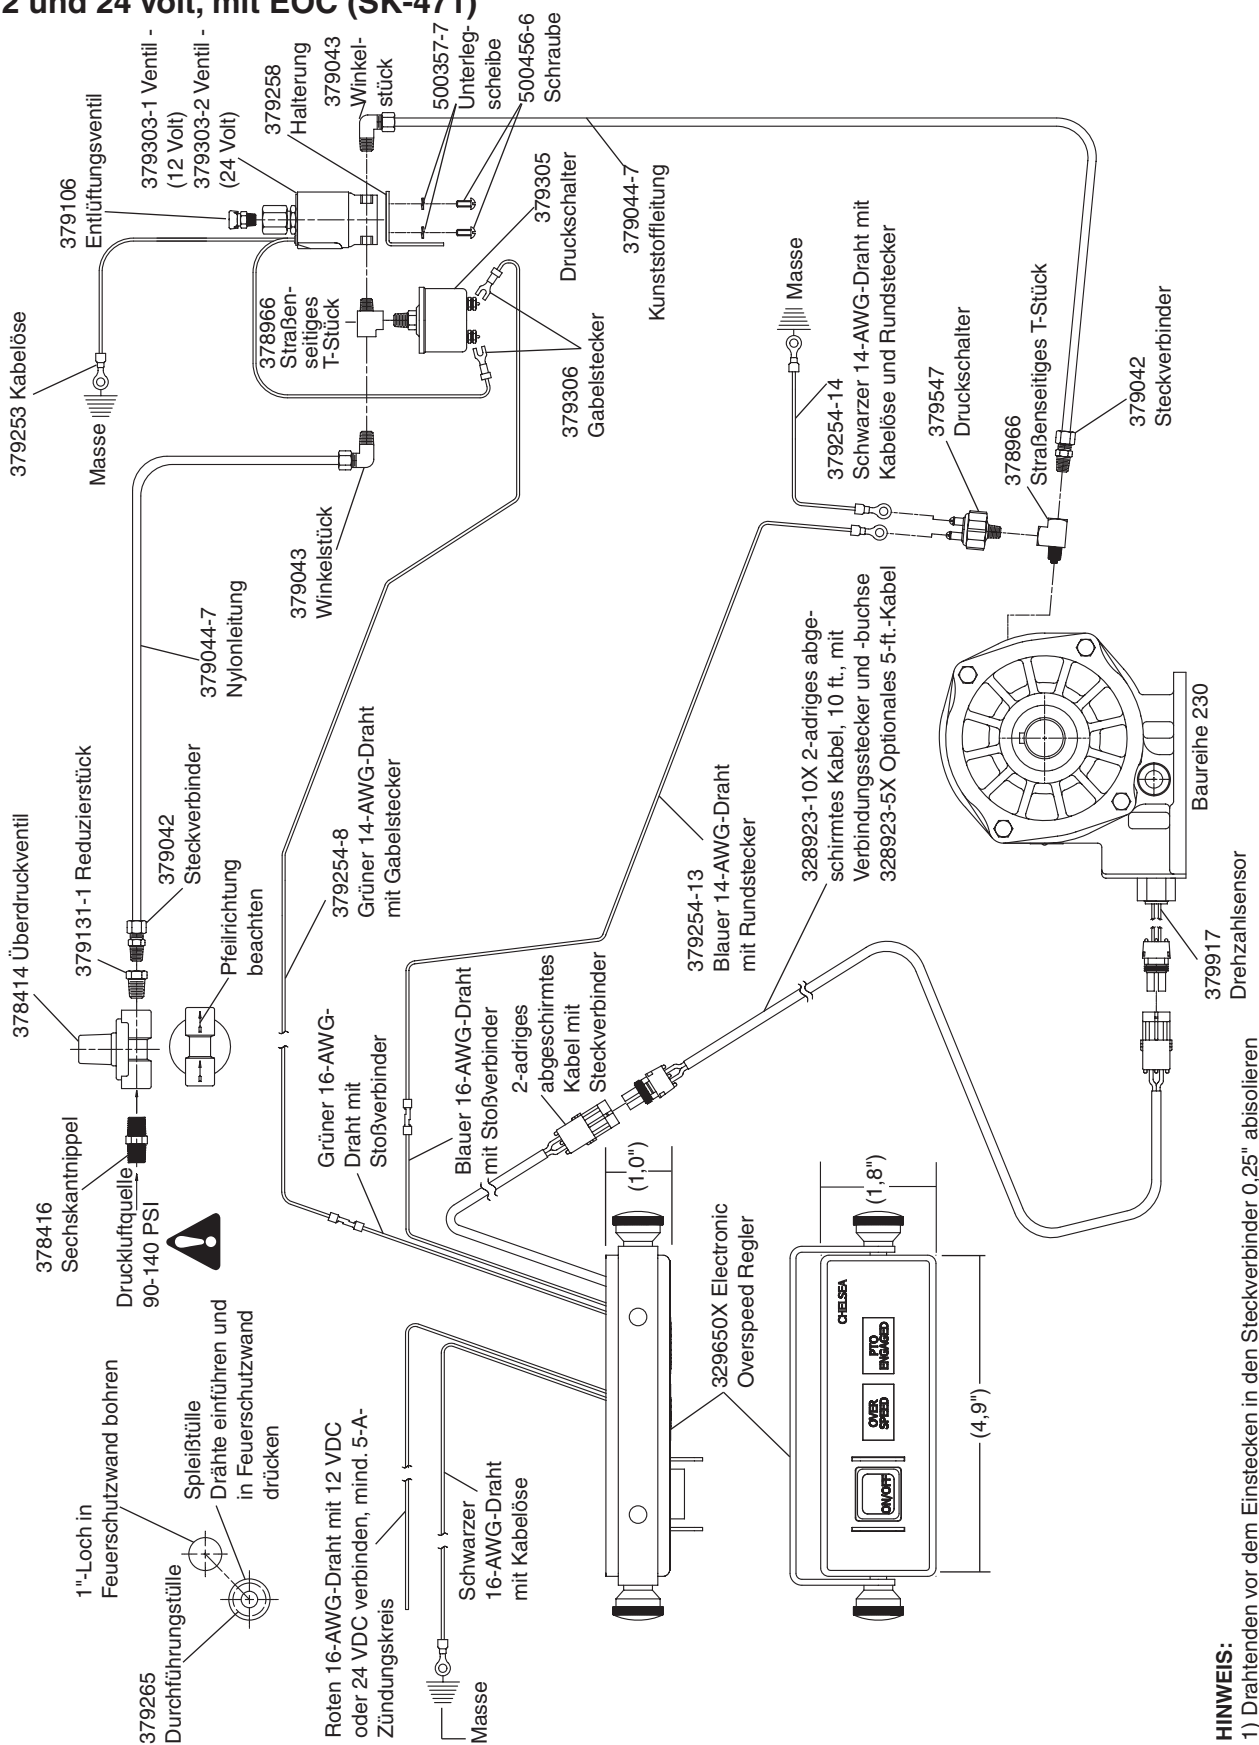 2 und 24 Volt, mit EOC (SK-471)
379265
Durchführungstülle
1"-Loch in
Feuerschutzwand bohren
Spleißtülle
Drähte einführen und
in Feuerschutzwand
drücken
378416
Sechskantnippel
Druckluftquelle
90-140 PSI
378414 Überdruckventil
379131-1 Reduzierstück
379042
Steckverbinder
Pfeilrichtung
beachten
379044-7
Nylonleitung
379043
Winkelstück
379253 Kabelöse
Masse
379106
Entlüftungsventil
379303-1 Ventil -
(12 Volt)
379303-2 Ventil -
(24 Volt)
379258
Halterung
379043
Winkel-
stück
500357-7
Unterleg-
scheibe
500456-6
Schraube
378966
Straßen-
seitiges
T-Stück
379305
Druckschalter
379306
Gabelstecker
379044-7
Kunststoffleitung
Roten 16-AWG-Draht mit 12 VDC
oder 24 VDC verbinden, mind. 5-A-
Zündungskreis
Masse
Schwarzer
16-AWG-Draht
mit Kabelöse
Grüner 16-AWG-
Draht mit
Stoßverbinder
379254-8
Grüner 14-AWG-Draht
mit Gabelstecker
Blauer 16-AWG-Draht
mit Stoßverbinder
2-adriges
abgeschirmtes
Kabel mit
Steckverbinder
379254-13
Blauer 14-AWG-Draht
mit Rundstecker
328923-10X 2-adriges abge-
schirmtes Kabel, 10 ft., mit
Verbindungsstecker und -buchse
328923-5X Optionales 5-ft.-Kabel
Masse
379254-14
Schwarzer 14-AWG-Draht mit
Kabelöse und Rundstecker
379547
Druckschalter
378966
Straßenseitiges T-Stück
379042
Steckverbinder
329650X Electronic
Overspeed Regler
(1,0")
(1,8")
(4,9")
CHELSEA
ON/OFF
OVER
SPEED
PTO
ENGAGED
Baureihe 230
379917
Drehzahlsensor
HINWEIS:
1) Drahtenden vor dem Einstecken in den Steckverbinder 0,25" abisolieren